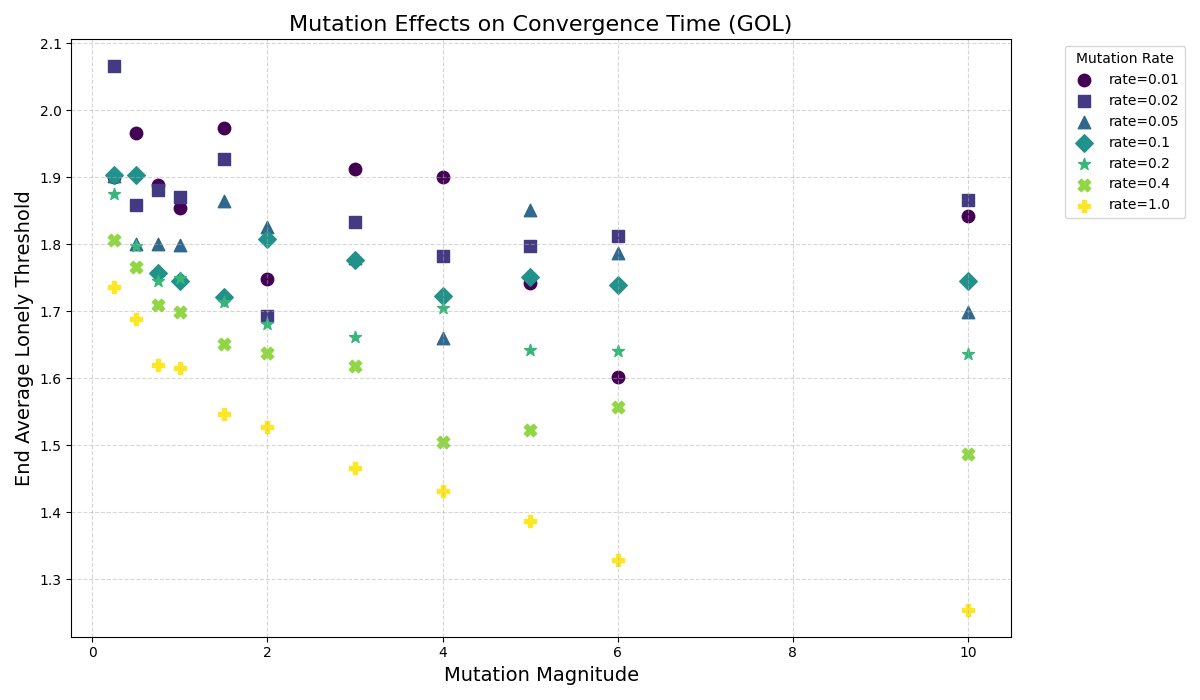 Mutation Effects on Convergence Time (GOL)
End Average Lonely Threshold
2.1
2.0
1.9
1.8
1.7
1.6
1.5
1.4
1.3
0 2 4 6 8 10
Mutation Magnitude
Mutation Rate
rate=0.01
rate=0.02
rate=0.05
rate=0.1
rate=0.2
rate=0.4
rate=1.0